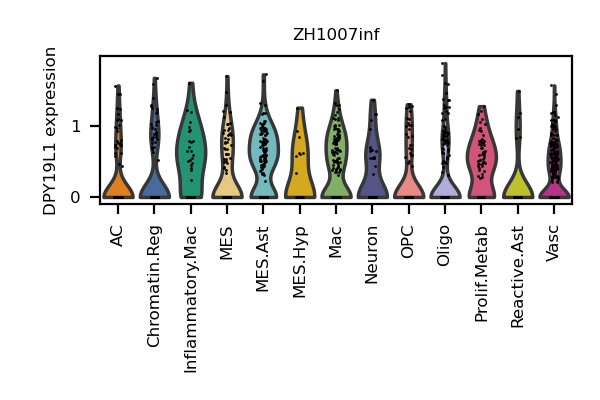 ZH1007inf
DPY19L1 expression
1
0
AC
Chromatin.Reg
Inflammatory.Mac
MES
MES.Ast
MES.Hyp
Mac
Neuron
OPC
Oligo
Prolif.Metab
Reactive.Ast
Vasc